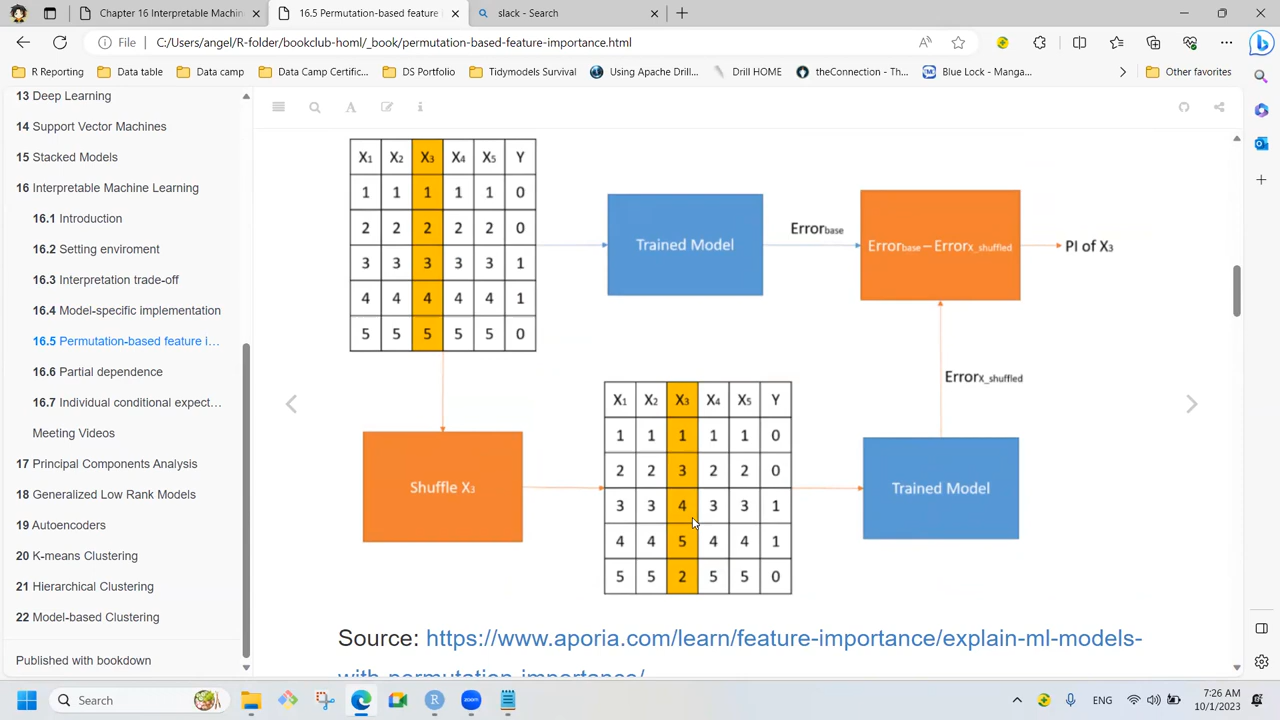 Chapter 16 Interpretable Machin
16.5 Permutation-based feature
slack - Search
File
C:/Users/angel/R-folder/bookclub-homl/_book/permutation-based-feature-importance.html
R Reporting
Data table
Data camp
Data Camp Certific...
DS Portfolio
Tidymodels Survival
Using Apache Drill...
Drill HOME
theConnection - Th...
Blue Lock - Manga...
Other favorites
13 Deep Learning
14 Support Vector Machines
15 Stacked Models
16 Interpretable Machine Learning
16.1 Introduction
16.2 Setting enviroment
16.3 Interpretation trade-off
16.4 Model-specific implementation
16.5 Permutation-based feature i...
16.6 Partial dependence
16.7 Individual conditional expect...
Meeting Videos
17 Principal Components Analysis
18 Generalized Low Rank Models
19 Autoencoders
20 K-means Clustering
21 Hierarchical Clustering
22 Model-based Clustering
Published with bookdown
X1 X2 X3 X4 X5 Y
1 1 1 1 1 0
2 2 2 2 2 0
3 3 3 3 3 1
4 4 4 4 4 1
5 5 5 5 5 0
Trained Model
Errorbase
Errorbase – ErrorX_shuffled
PI of X3
ErrorX_shuffled
Shuffle X3
X1 X2 X3 X4 X5 Y
1 1 1 1 1 0
2 2 3 2 2 0
3 3 4 3 3 1
4 4 5 4 4 1
5 5 2 5 5 0
Trained Model
Source: https://www.aporia.com/learn/feature-importance/explain-ml-models-
with-permutation-importance/
Search
ENG
7:26 AM
10/1/2023